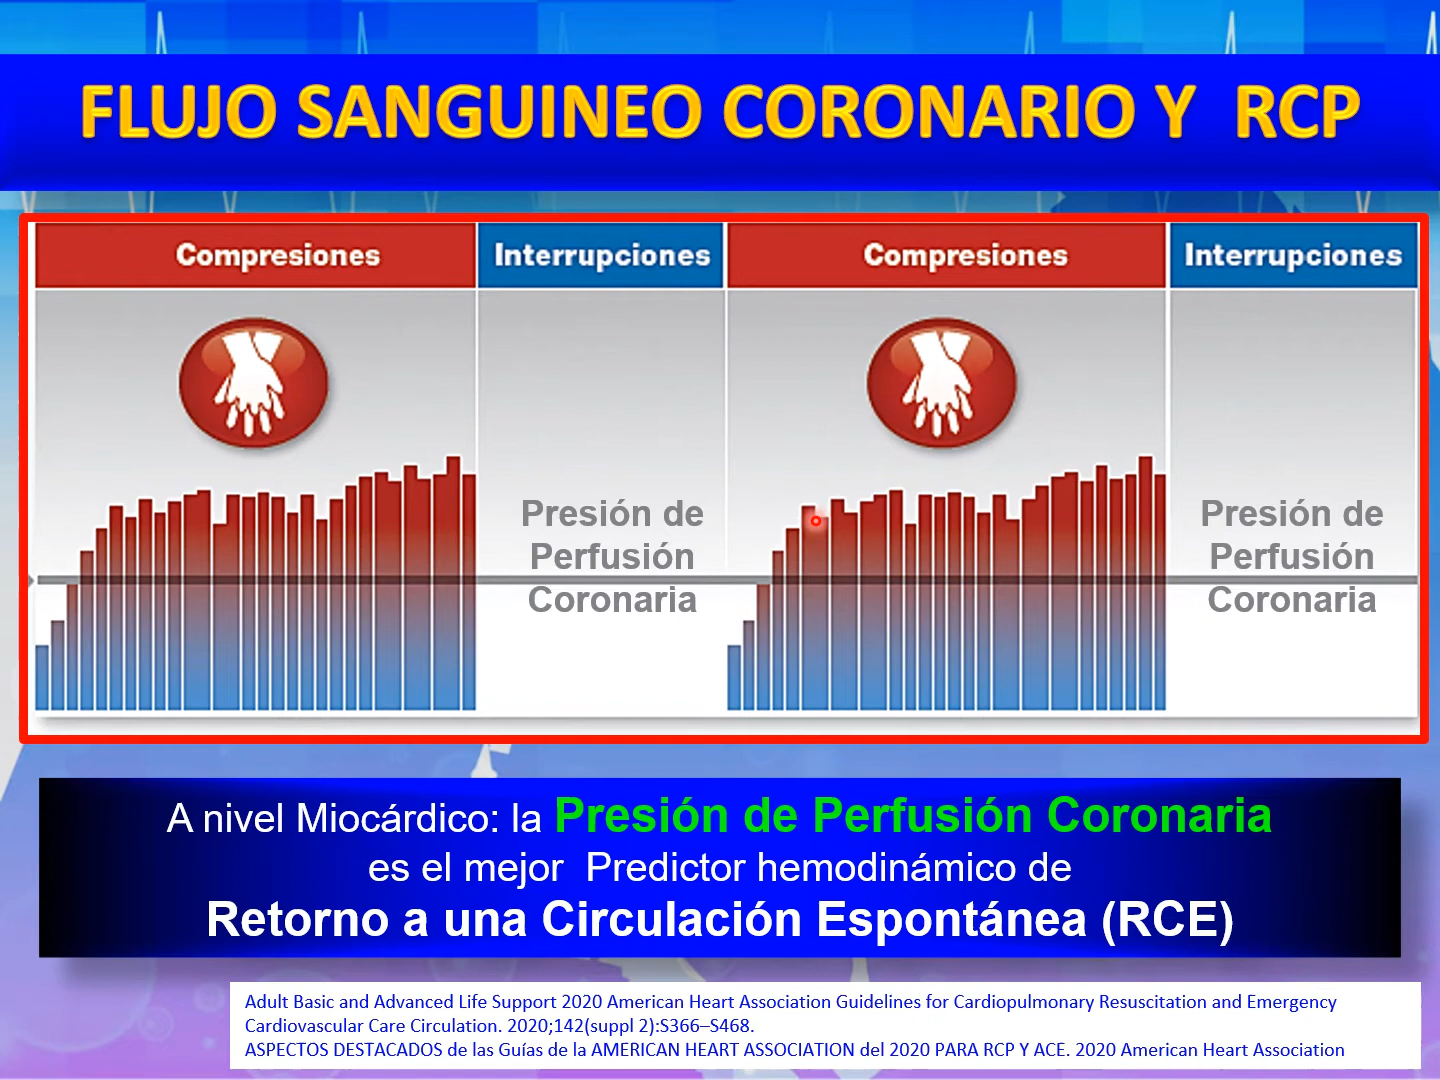 FLUJO SANGUINEO CORONARIO Y RCP
Compresiones
Interrupciones
Compresiones
Interrupciones
Presión de
Perfusión
Coronaria
Presión de
Perfusión
Coronaria
A nivel Miocárdico: la Presión de Perfusión Coronaria
es el mejor Predictor hemodinámico de
Retorno a una Circulación Espontánea (RCE)
Adult Basic and Advanced Life Support 2020 American Heart Association Guidelines for Cardiopulmonary Resuscitation and Emergency
Cardiovascular Care Circulation. 2020;142(suppl 2):S366–S468.
ASPECTOS DESTACADOS de las Guías de la AMERICAN HEART ASSOCIATION del 2020 PARA RCP Y ACE. 2020 American Heart Association